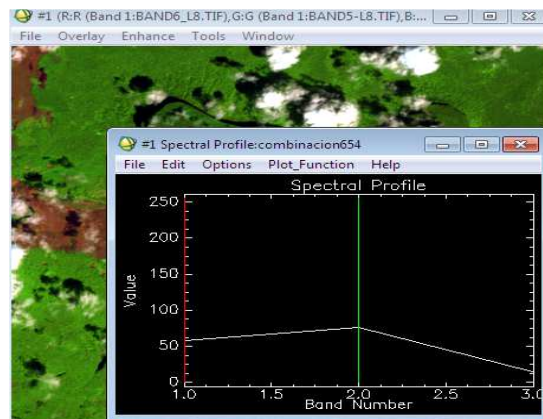 #1 (R:R (Band 1:BAND6_L8.TIF),G:G (Band 1:BAND5-L8.TIF),B:...
File Overlay Enhance Tools Window
#1 Spectral Profile:combinacion654
File Edit Options Plot_Function Help
Spectral Profile
250
200
150
100
50
0
Value
1.0 1.5 2.0 2.5 3.0
Band Number